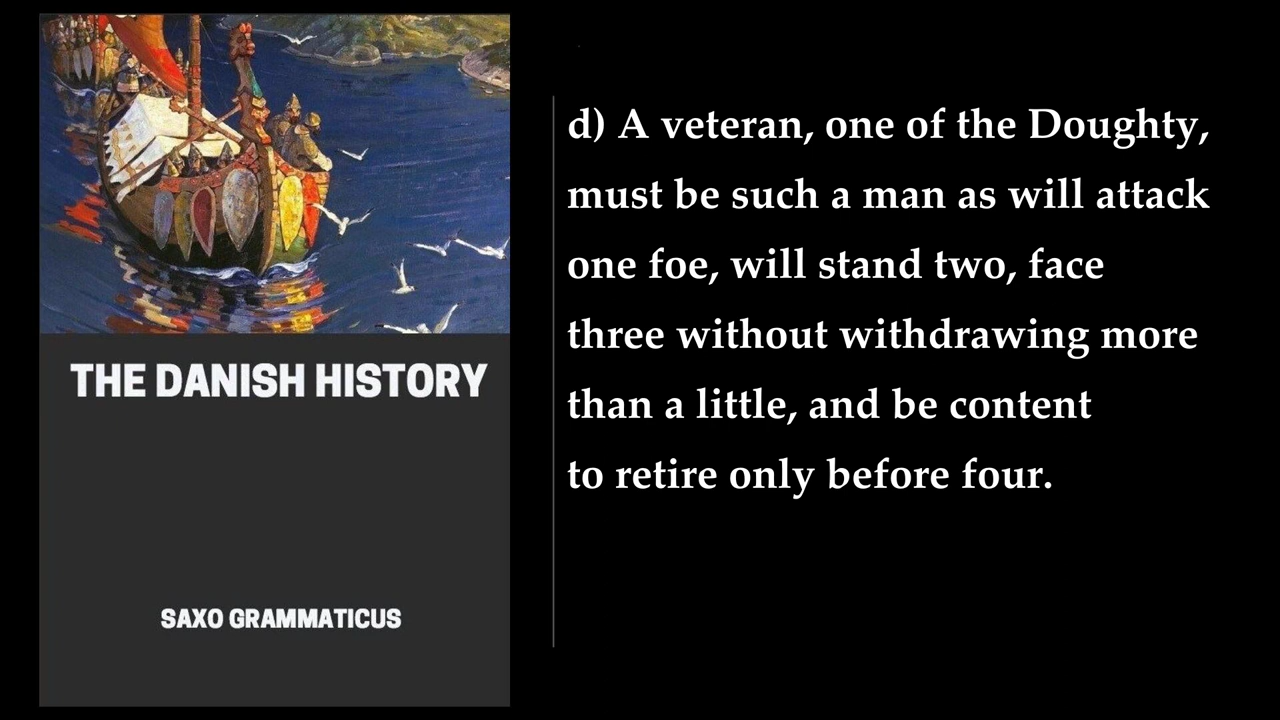 THE DANISH HISTORY
SAXO GRAMMATICUS
d) A veteran, one of the Doughty,
must be such a man as will attack
one foe, will stand two, face
three without withdrawing more
than a little, and be content
to retire only before four.